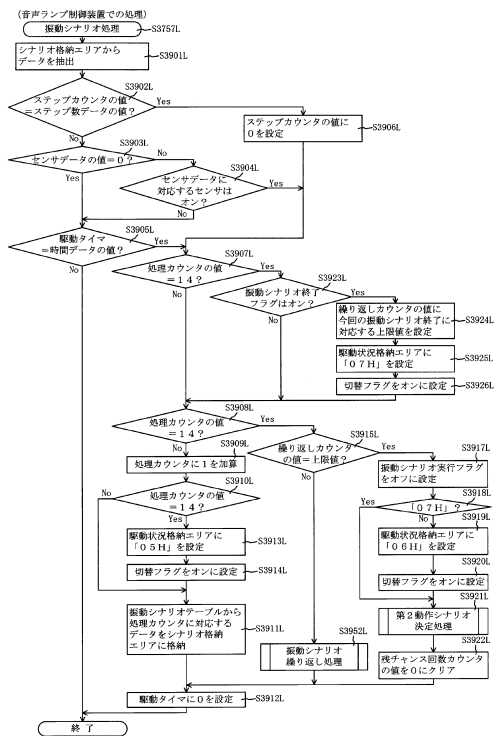 (音声ランプ制御装置での処理)
振動シナリオ処理
S3757L
シナリオ格納エリアから
データを抽出
S3901L
S3902L
ステップカウンタの値
=ステップ数データの値?
Yes
No
ステップカウンタの値に
0を設定
S3906L
S3903L
センサデータの値=0?
No
Yes
S3904L
センサデータに
対応するセンサは
オン?
Yes
No
S3905L
駆動タイマ
=時間データの値?
Yes
No
S3907L
処理カウンタの値
=14?
Yes
No
S3923L
振動シナリオ終了
フラグはオン?
Yes
No
繰り返しカウンタの値に
今回の振動シナリオ終了に
対応する上限値を設定
S3924L
駆動状況格納エリアに
「07H」を設定
S3925L
切替フラグをオンに設定
S3926L
S3908L
処理カウンタの値
=14?
Yes
No
S3909L
処理カウンタに1を加算
S3910L
処理カウンタの値
=14?
Yes
No
駆動状況格納エリアに
「05H」を設定
S3913L
切替フラグをオンに設定
S3914L
振動シナリオテーブルから
処理カウンタに対応する
データをシナリオ格納
エリアに格納
S3911L
S3915L
繰り返しカウンタ
の値=上限値?
Yes
No
S3917L
振動シナリオ実行フラグ
をオフに設定
S3918L
「07H」?
Yes
No
S3919L
駆動状況格納エリアに
「06H」を設定
S3920L
切替フラグをオンに設定
S3921L
第2動作シナリオ
決定処理
S3922L
残チャンス回数カウンタ
の値を0にクリア
S3952L
振動シナリオ
繰り返し処理
駆動タイマに0を設定
S3912L
終了